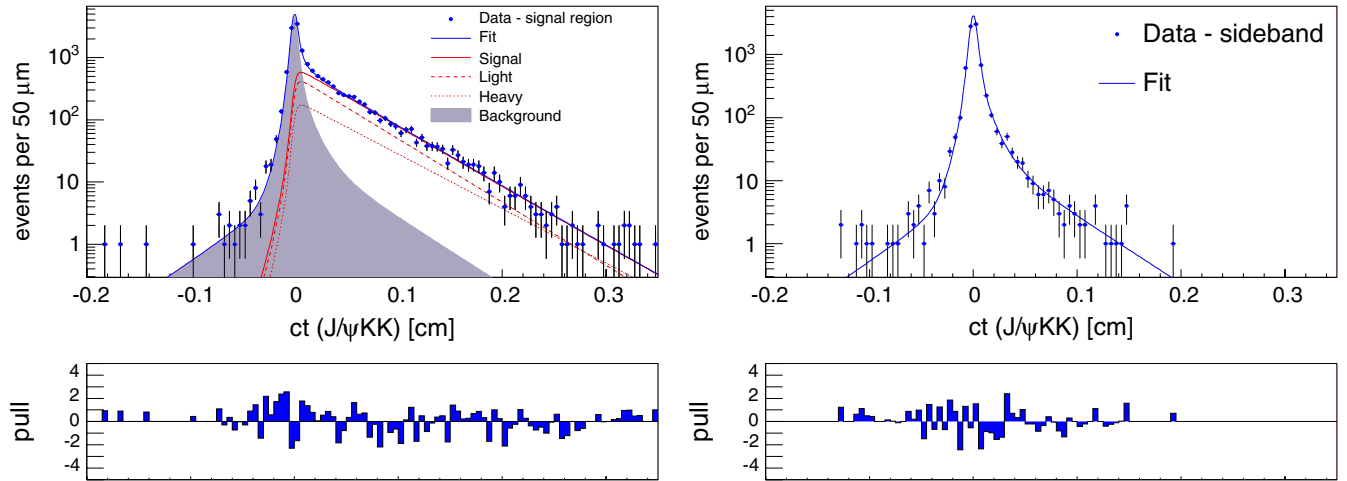 Data - signal region
Fit
Signal
Light
Heavy
Background
events per 50 μm
10³
10²
10
1
-0.2 -0.1 0 0.1 0.2 0.3
ct (J/ψKK) [cm]
pull
4
2
0
-2
-4
Data - sideband
Fit
events per 50 μm
10³
10²
10
1
-0.2 -0.1 0 0.1 0.2 0.3
ct (J/ψKK) [cm]
pull
4
2
0
-2
-4